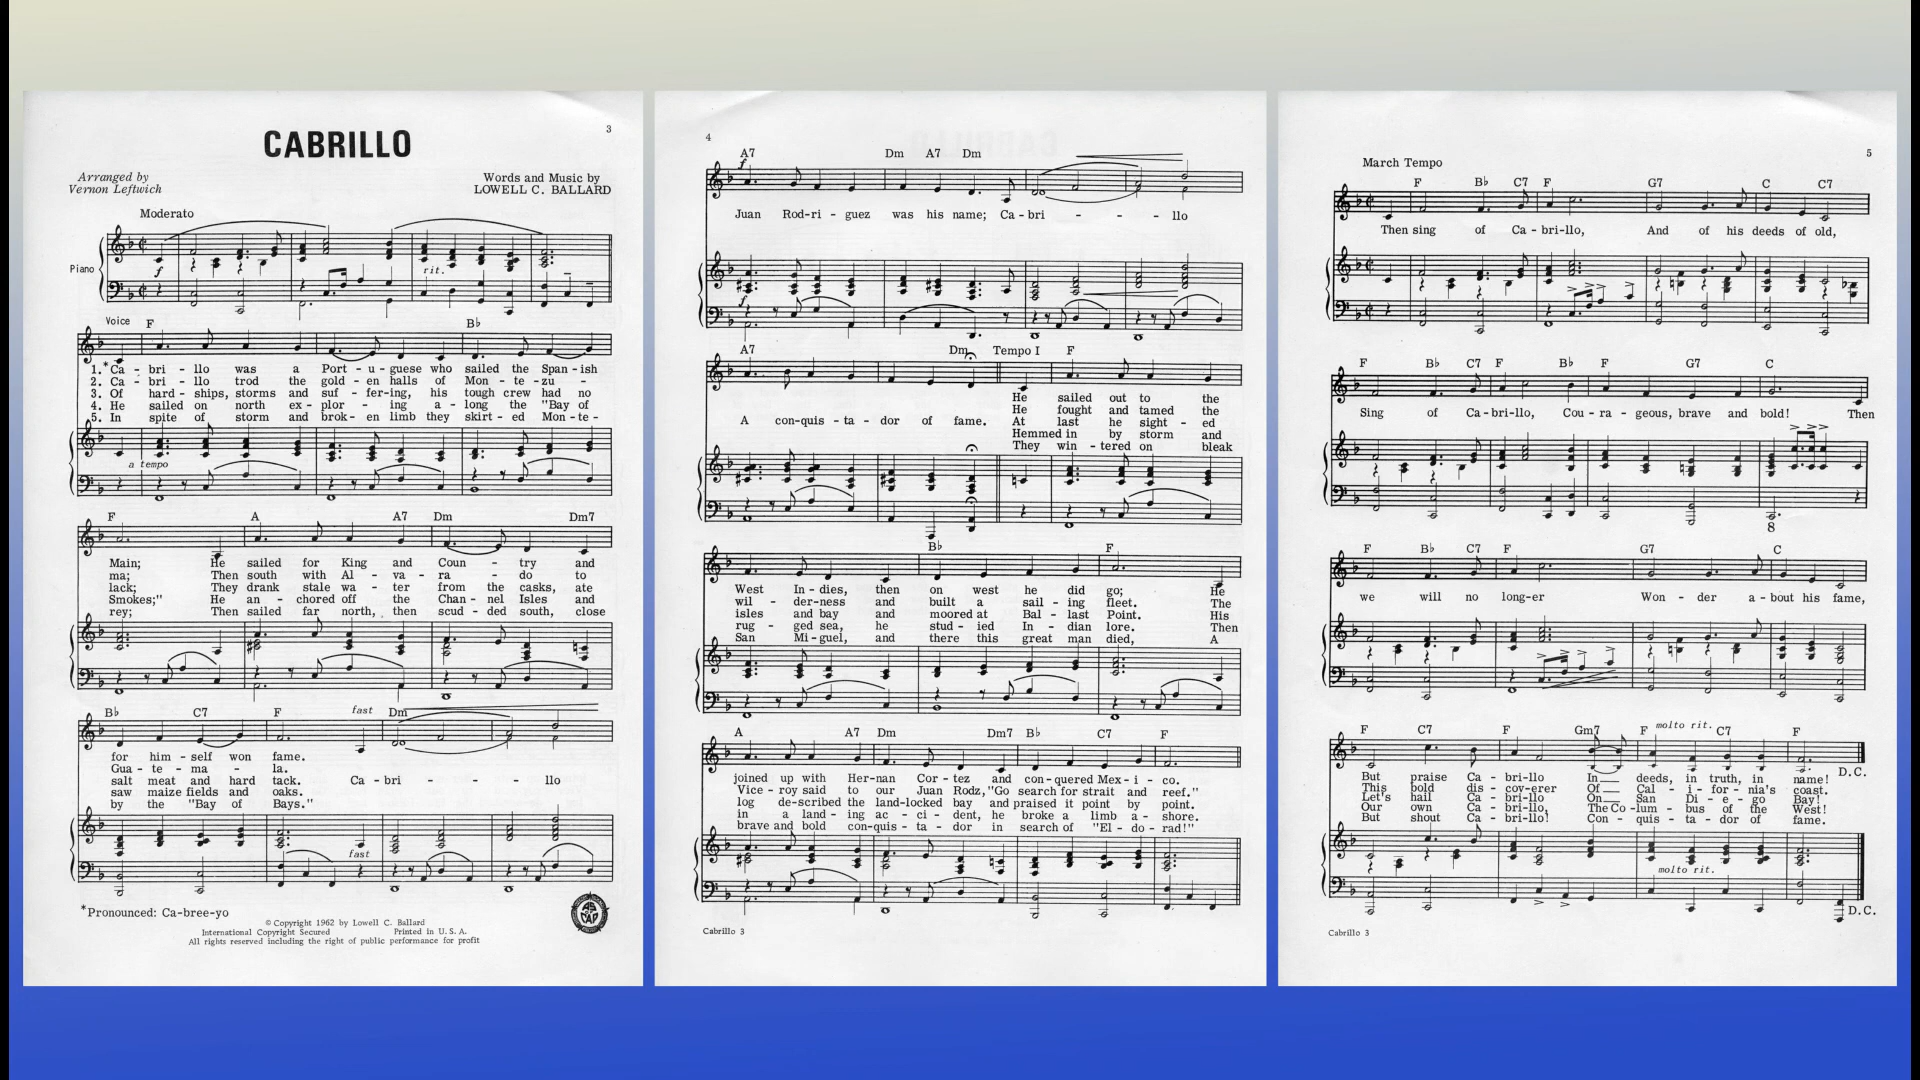 3
CABRILLO
Arranged by
Vernon Leftwich
Words and Music by
LOWELL C. BALLARD
Moderato
Piano
f
rit.
Voice
F B♭
1.*Ca - bri - llo was a Port - u - guese who sailed the Span - ish
2. Ca - bri - llo trod the gold - en halls of Mon - te - zu -
3. Of hard - ships, storms and suf - fer-ing, his tough crew had no
4. He sailed on north ex - plor - ing a - long the "Bay of
5. In spite of storm and brok - en limb they skirt - ed Mon - te -
a tempo
F A A7 Dm Dm7
Main; He sailed for King and Coun - try and
ma; Then south with Al - va - ra - do to
lack; They drank stale wa - ter from the casks, ate
Smokes;" He an - chored off the Chan - nel Isles and
rey; Then sailed far north, then scud - ded south, close
B♭ C7 F fast Dm
for him - self won fame.
Gua - te - ma - la.
salt meat and hard tack. Ca - bri - - - llo
saw maize fields and oaks.
by the "Bay of Bays."
fast
*Pronounced: Ca-bree-yo
© Copyright 1962 by Lowell C. Ballard
International Copyright Secured Printed in U. S. A.
All rights reserved including the right of public performance for profit
4
A7 Dm A7 Dm
f
Juan Rod-ri - guez was his name; Ca - bri - - - llo
f
A7 Dm Tempo I F
He sailed out to the
He fought and tamed the
A con-quis - ta - dor of fame. At last he sight - ed
Hemmed in by storm and
They win - tered on bleak
B♭ F
West In - dies, then on west he did go; He
wil - der-ness and built a sail - ing fleet. The
isles and bay and moored at Bal - last Point. His
rug - ged sea, he stud - ied In - dian lore. Then
San Mi - guel, and there this great man died, A
A A7 Dm Dm7 B♭ C7 F
joined up with Her-nan Cor - tez and con-quered Mex - i - co.
Vice - roy said to our Juan Rodz, "Go search for strait and reef."
log de-scribed the land-locked bay and praised it point by point.
in a land - ing ac - ci - dent, he broke a limb a - shore.
brave and bold con-quis - ta - dor in search of "El - do - rad!"
Cabrillo 3
5
March Tempo
F B♭ C7 F G7 C C7
Then sing of Ca - bri-llo, And of his deeds of old,
F B♭ C7 F B♭ F G7 C
Sing of Ca - bri-llo, Cou - ra - geous, brave and bold! Then
8
F B♭ C7 F G7 C
we will no long-er Won - der a - bout his fame,
F C7 F Gm7 F molto rit. C7 F
D.C.
But praise Ca - bri-llo In deeds, in truth, in name!
This bold dis - cov-erer Of Cal - i - for - nia's coast.
Let's hail Ca - bri-llo On San Di - e - go Bay!
Our own Ca - bri-llo, The Co - lum - bus of the West!
But shout Ca - bri-llo! Con - quis - ta - dor of fame.
molto rit.
D.C.
Cabrillo 3